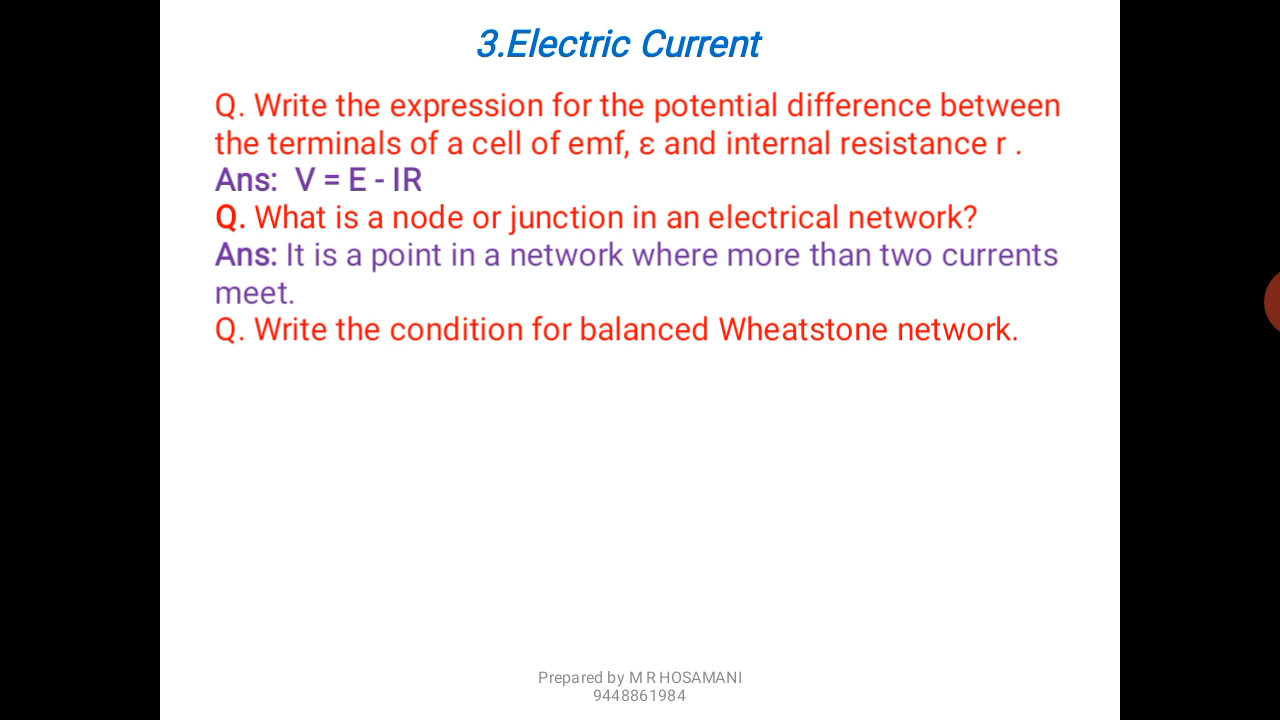 3.Electric Current
Q. Write the expression for the potential difference between
the terminals of a cell of emf, ε and internal resistance r .
Ans:  V = E - IR
Q. What is a node or junction in an electrical network?
Ans: It is a point in a network where more than two currents
meet.
Q. Write the condition for balanced Wheatstone network.
Prepared by M R HOSAMANI
9448861984